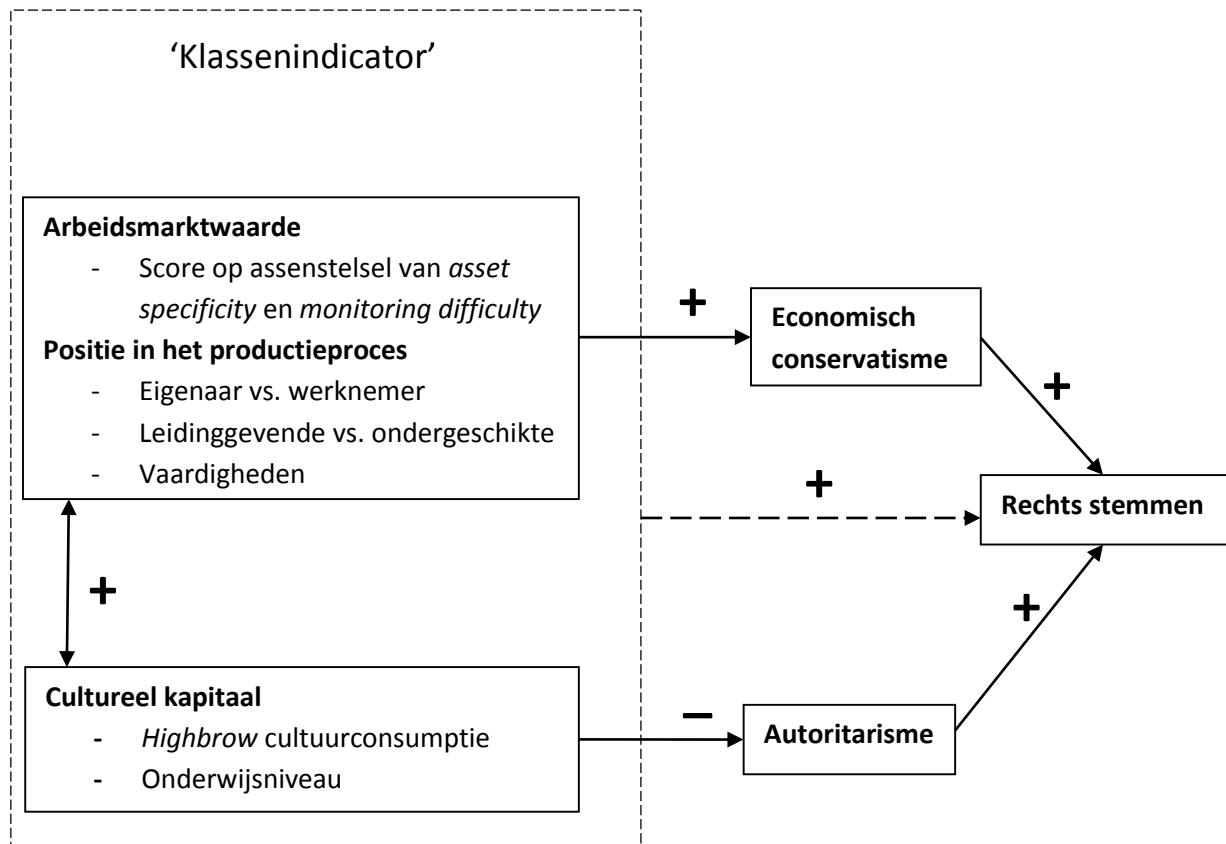 ‘Klassenindicator’
Arbeidsmarktwaarde
- Score op assenstelsel van asset
specificity en monitoring difficulty
Positie in het productieproces
- Eigenaar vs. werknemer
- Leidinggevende vs. ondergeschikte
- Vaardigheden
+
Economisch
conservatisme
+
+
Rechts stemmen
+
+
Cultureel kapitaal
- Highbrow cultuurconsumptie
- Onderwijsniveau
–
Autoritarisme